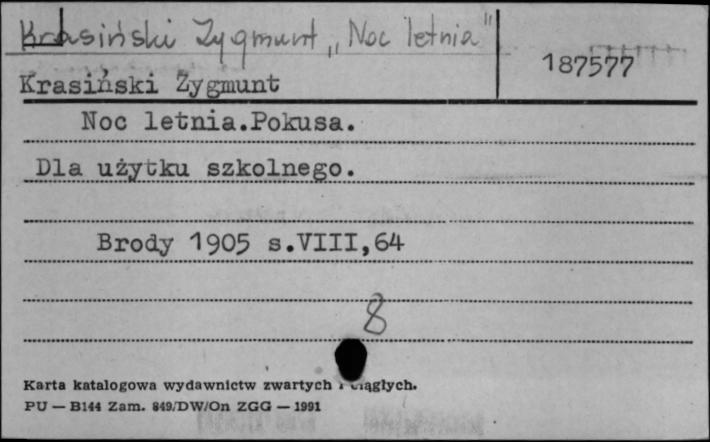 Krasiński Zygmunt „Noc letnia"
187577
Krasiński Zygmunt
Noc letnia.Pokusa.
Dla użytku szkolnego.
Brody 1905 s.VIII,64
8
Karta katalogowa wydawnictw zwartych i ciągłych.
PU — B144 Zam. 849/DW/On ZGG — 1991